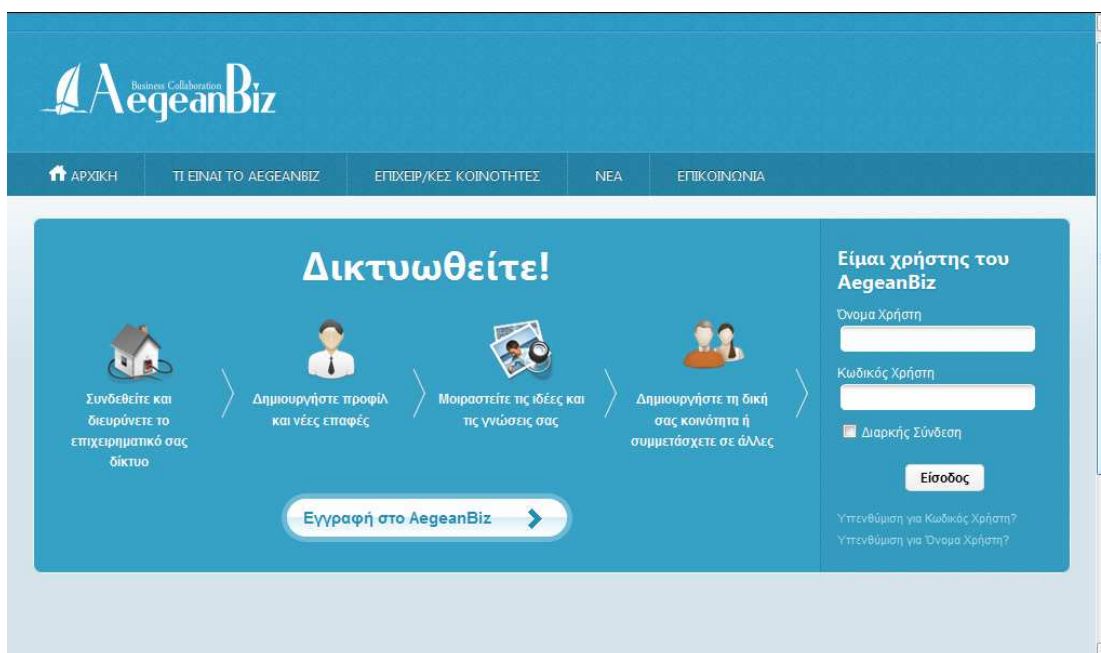 Business Collaboration
AegeanBiz
ΑΡΧΙΚΗ
ΤΙ ΕΙΝΑΙ ΤΟ AEGEANBIZ
ΕΠΙΧΕΙΡ/ΚΕΣ ΚΟΙΝΟΤΗΤΕΣ
ΝΕΑ
ΕΠΙΚΟΙΝΩΝΙΑ
Δικτυωθείτε!
Συνδεθείτε και
διευρύνετε το
επιχειρηματικό σας
δίκτυο
Δημιουργήστε προφίλ
και νέες επαφές
Μοιραστείτε τις ιδέες και
τις γνώσεις σας
Δημιουργήστε τη δική
σας κοινότητα ή
συμμετάσχετε σε άλλες
Εγγραφή στο AegeanBiz
Είμαι χρήστης του
AegeanBiz
Όνομα Χρήστη
Κωδικός Χρήστη
Διαρκής Σύνδεση
Είσοδος
Υπενθύμιση για Κωδικός Χρήστη?
Υπενθύμιση για Όνομα Χρήστη?